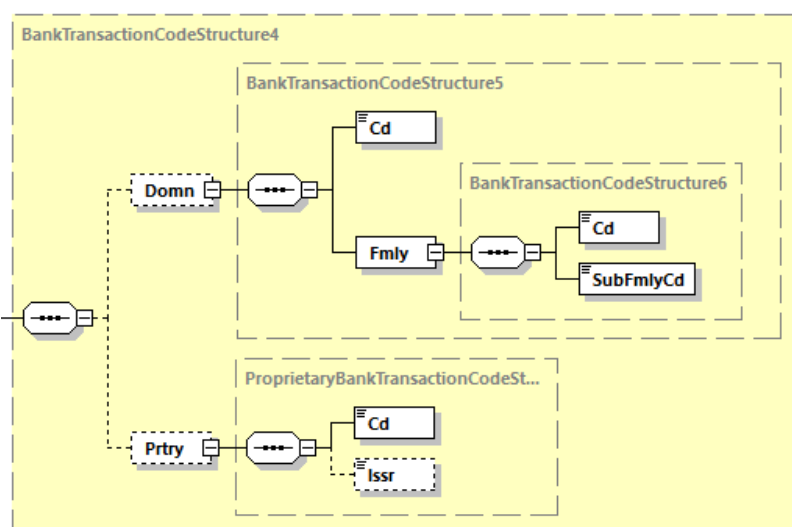 BankTransactionCodeStructure4
BankTransactionCodeStructure5
Cd
Domn
BankTransactionCodeStructure6
Cd
Fmly
SubFmlyCd
ProprietaryBankTransactionCodeSt...
Cd
Prtry
Issr